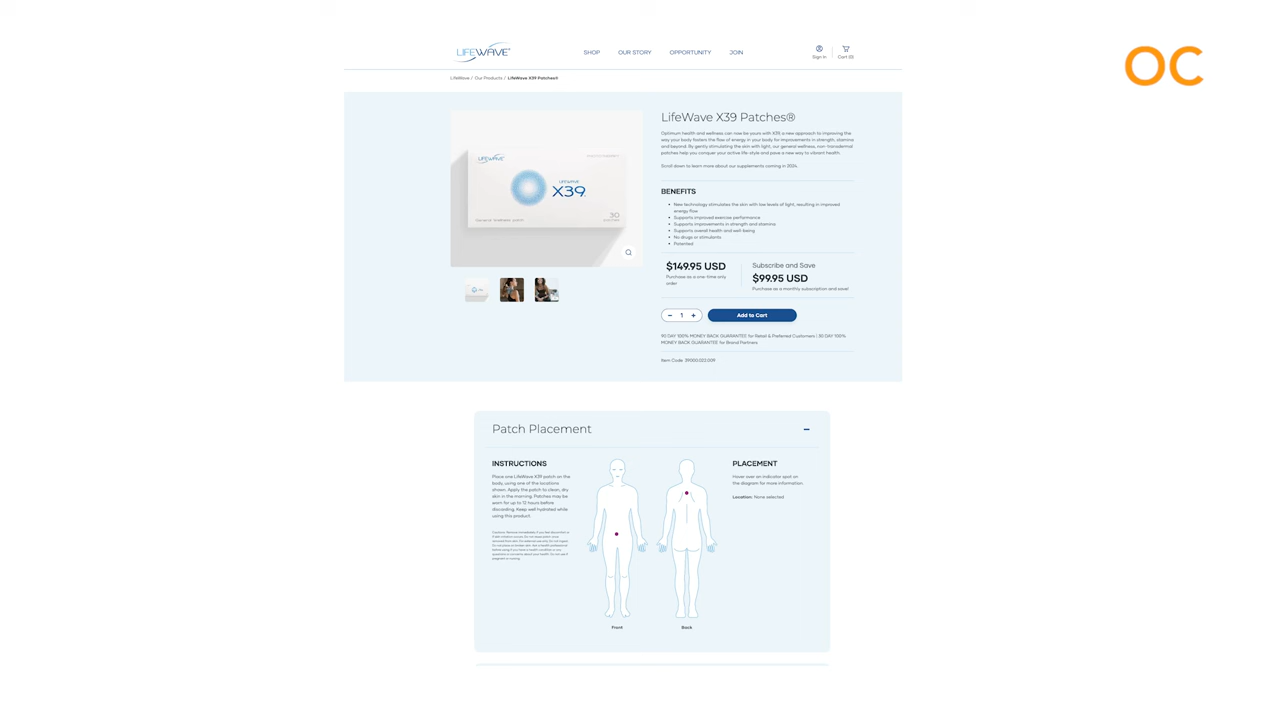 LIFEWAVE
SHOP OUR STORY OPPORTUNITY JOIN
Sign In Cart (0)
OC
LifeWave / Our Products / LifeWave X39 Patches®
LifeWave X39 Patches®
Optimum health and wellness can now be yours with X39, a new approach to improving the
way your body fosters the flow of energy in your body for improvements in strength, stamina
and beyond. By gently stimulating the skin with light, our general wellness, non-transdermal
patches help you conquer your active life-style and pave a new way to vibrant health.
Scroll down to learn more about our supplements coming in 2024.
LIFEWAVE
LIFEWAVE
X39
30
BENEFITS
New technology stimulates the skin with low levels of light, resulting in improved
energy flow
Supports improved exercise performance
Supports improvements in strength and stamina
Supports overall health and well-being
No drugs or stimulants
Patented
$149.95 USD
Purchase as a one-time only
order
Subscribe and Save
$99.95 USD
Purchase as a monthly subscription and save!
− 1 +
Add to Cart
90 DAY 100% MONEY BACK GUARANTEE for Retail & Preferred Customers | 30 DAY 100%
MONEY BACK GUARANTEE for Brand Partners.
Item Code: 39000.022.009
Patch Placement
INSTRUCTIONS
Place one LifeWave X39 patch on the
body, using one of the locations
shown. Apply the patch to clean, dry
skin in the morning. Patches may be
worn for up to 12 hours before
discarding. Keep well hydrated while
using this product.
Front
Back
PLACEMENT
Hover over an indicator spot on
the diagram for more information.
Location: None selected